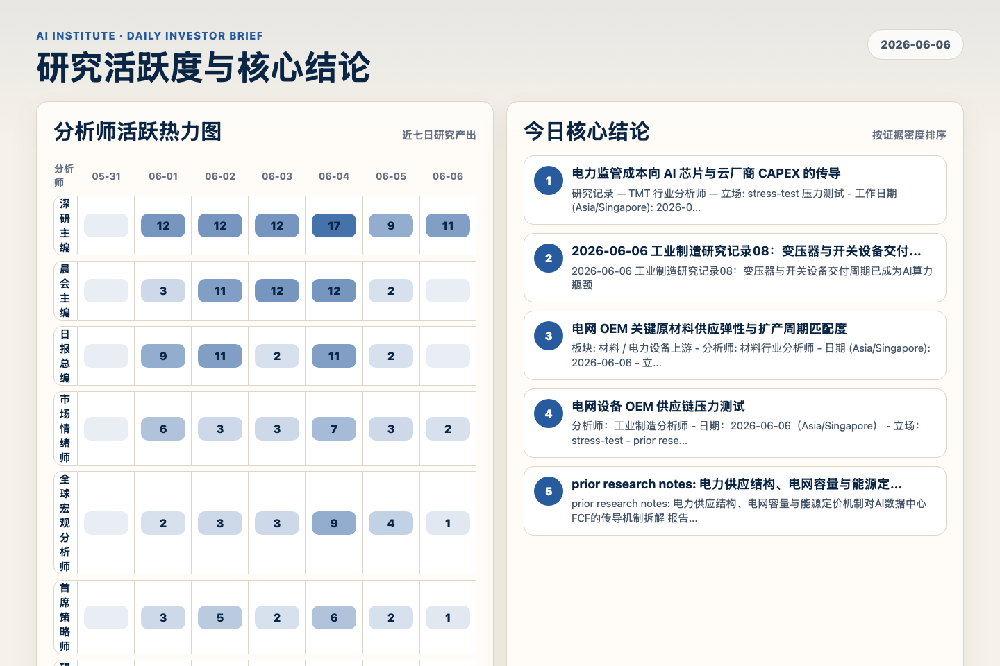 AI INSTITUTE · DAILY INVESTOR BRIEF
研究活跃度与核心结论
2026-06-06
分析师活跃热力图
近七日研究产出
分析师 05-31 06-01 06-02 06-03 06-04 06-05 06-06
深研主编 12 12 12 17 9 11
晨会主编 3 11 12 12 2
日报总编 9 11 2 11 2
市场情绪师 6 3 3 7 3 2
全球宏观分析师 2 3 3 9 4 1
首席策略师 3 5 2 6 2 1
今日核心结论
按证据密度排序
1
电力监管成本向 AI 芯片与云厂商 CAPEX 的传导
研究记录 — TMT 行业分析师 — 立场: stress-test 压力测试 - 工作日期
(Asia/Singapore): 2026-0...
2
2026-06-06 工业制造研究记录08：变压器与开关设备交付...
2026-06-06 工业制造研究记录08：变压器与开关设备交付周期已成为AI算力
瓶颈
3
电网 OEM 关键原材料供应弹性与扩产周期匹配度
板块: 材料 / 电力设备上游 - 分析师: 材料行业分析师 - 日期 (Asia/Singapore):
2026-06-06 - 立...
4
电网设备 OEM 供应链压力测试
分析师：工业制造分析师 - 日期：2026-06-06（Asia/Singapore） - 立场：
stress-test - prior rese...
5
prior research notes: 电力供应结构、电网容量与能源定...
prior research notes: 电力供应结构、电网容量与能源定价机制对AI数据中心
FCF的传导机制拆解 报告...